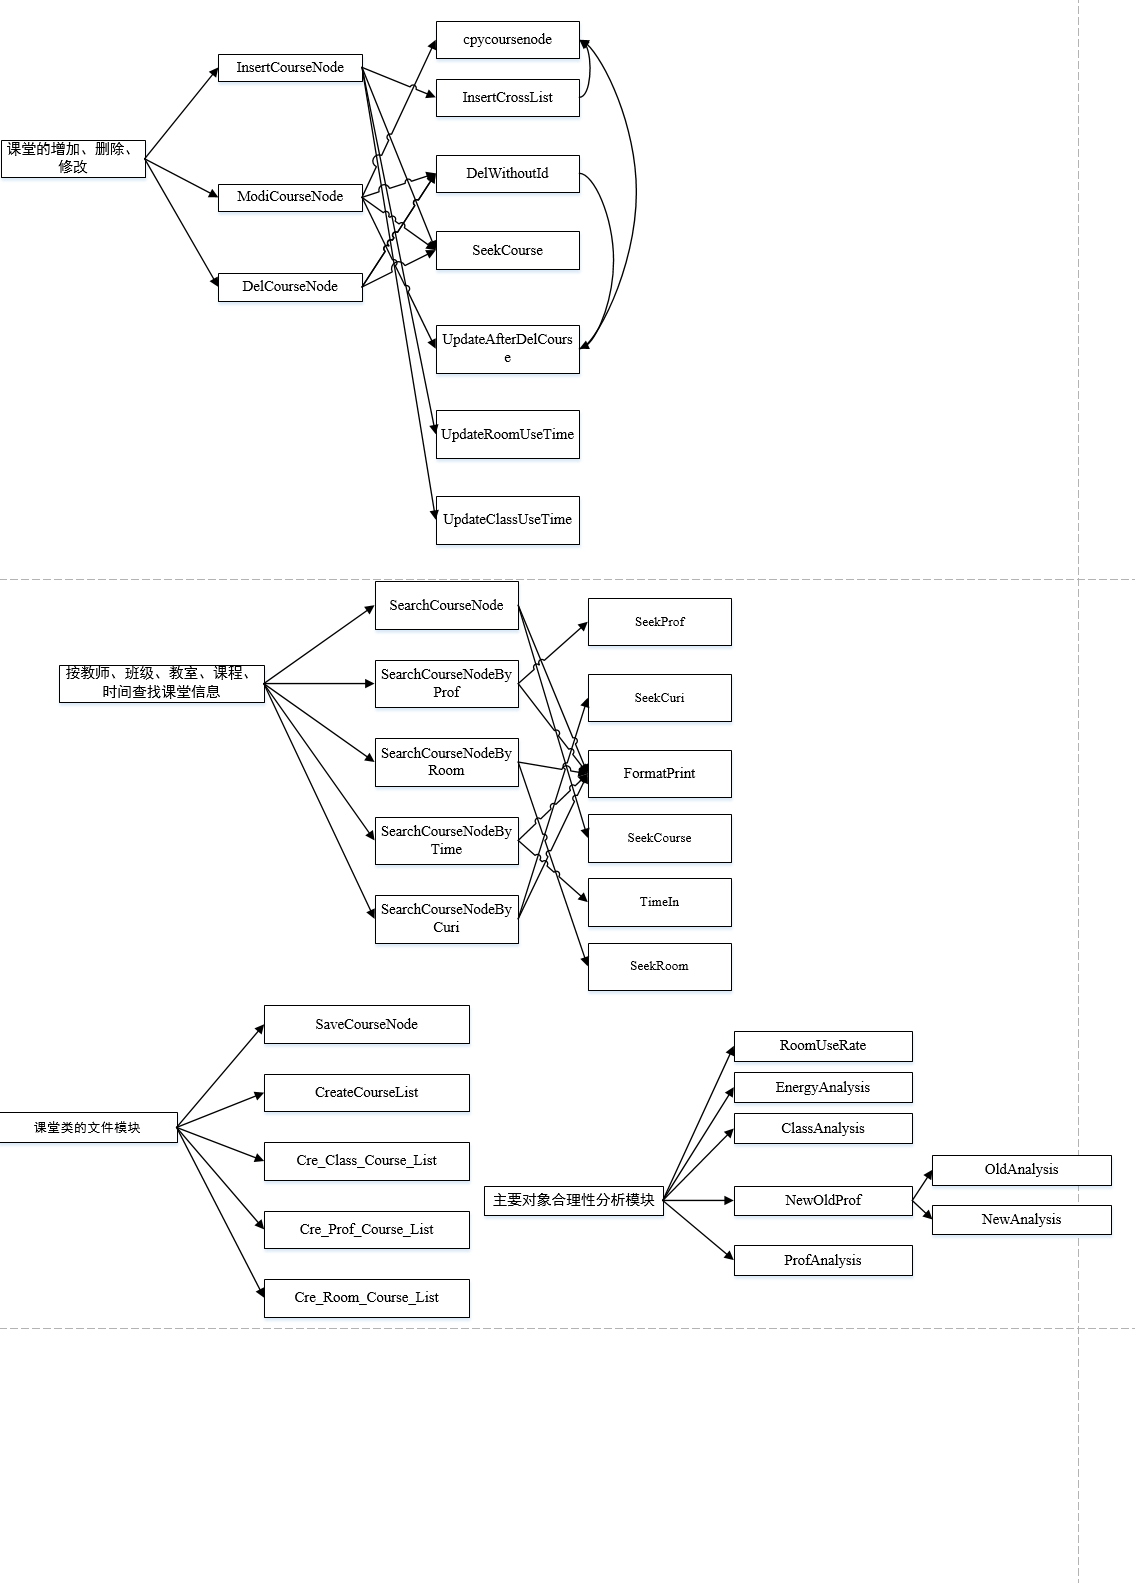 课堂的增加、删除、
修改
InsertCourseNode
ModiCourseNode
DelCourseNode
cpycoursenode
InsertCrossList
DelWithoutId
SeekCourse
UpdateAfterDelCours
e
UpdateRoomUseTime
UpdateClassUseTime
按教师、班级、教室、课程、
时间查找课堂信息
SearchCourseNode
SearchCourseNodeBy
Prof
SearchCourseNodeBy
Room
SearchCourseNodeBy
Time
SearchCourseNodeBy
Curi
SeekProf
SeekCuri
FormatPrint
SeekCourse
TimeIn
SeekRoom
课堂类的文件模块
SaveCourseNode
CreateCourseList
Cre_Class_Course_List
Cre_Prof_Course_List
Cre_Room_Course_List
主要对象合理性分析模块
RoomUseRate
EnergyAnalysis
ClassAnalysis
NewOldProf
ProfAnalysis
OldAnalysis
NewAnalysis